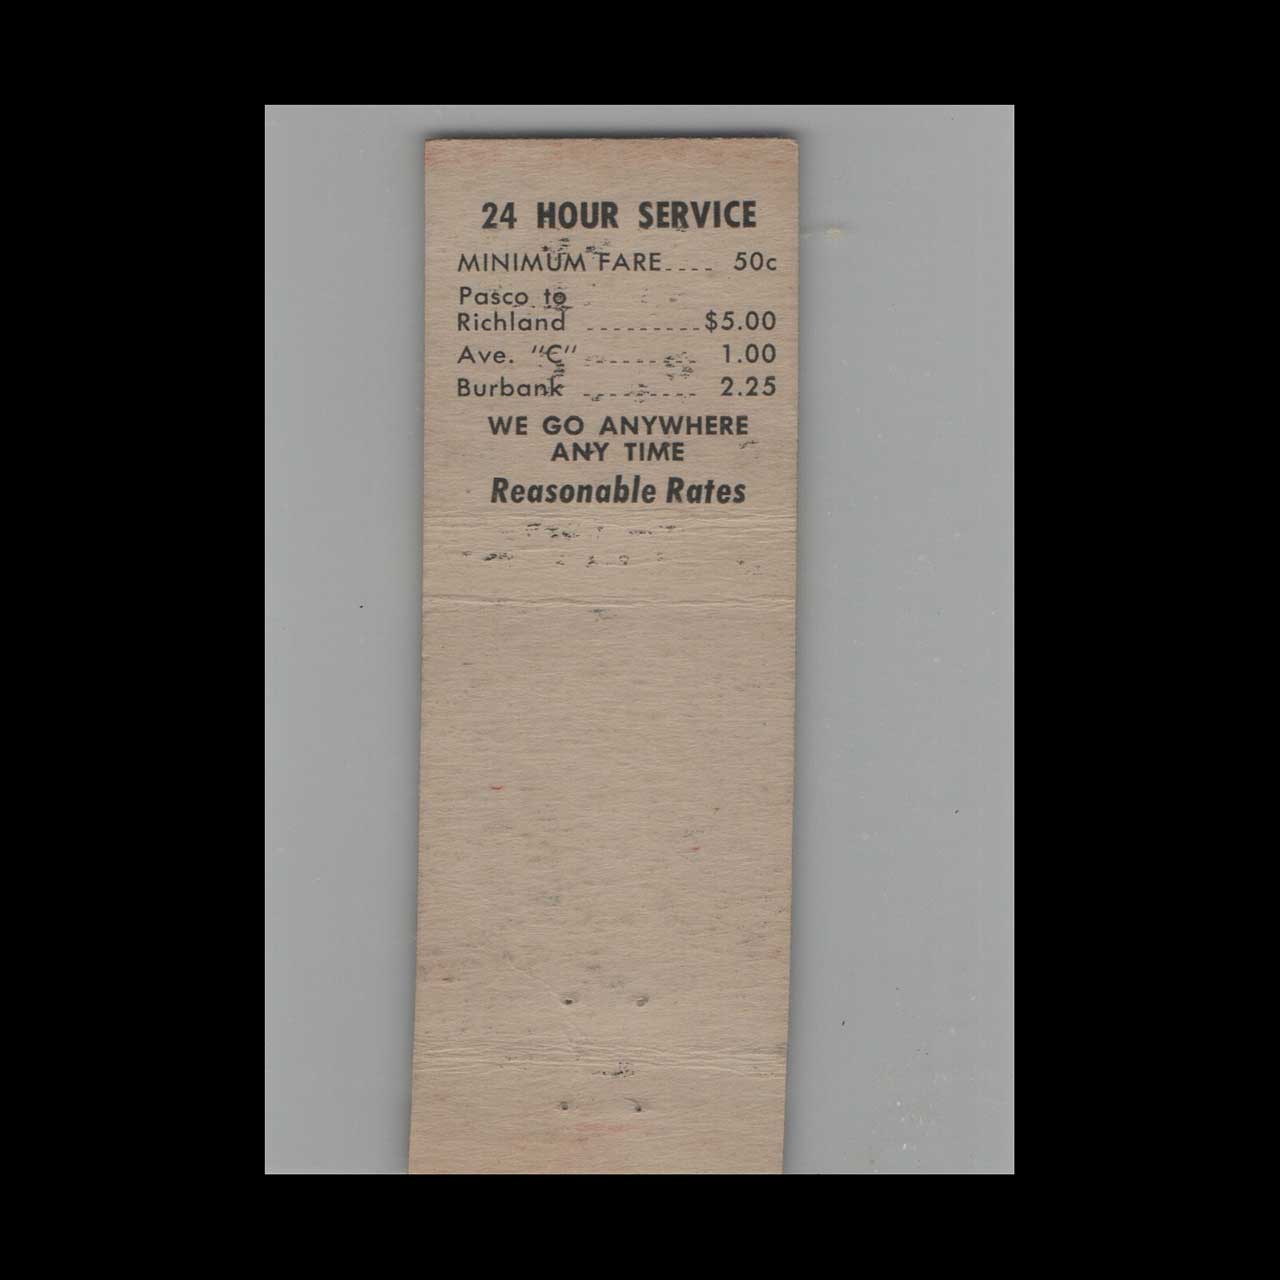 24 HOUR SERVICE
MINIMUM FARE.... 50c
Pasco to
Richland .........$5.00
Ave. "C" ......... 1.00
Burbank ......... 2.25
WE GO ANYWHERE
ANY TIME
Reasonable Rates